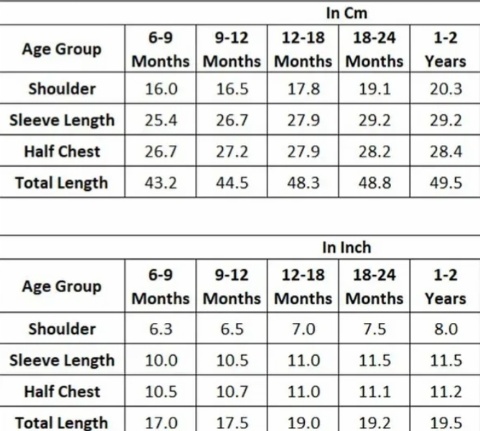 In Cm
Age Group 6-9 Months 9-12 Months 12-18 Months 18-24 Months 1-2 Years
Shoulder 16.0 16.5 17.8 19.1 20.3
Sleeve Length 25.4 26.7 27.9 29.2 29.2
Half Chest 26.7 27.2 27.9 28.2 28.4
Total Length 43.2 44.5 48.3 48.8 49.5
In Inch
Age Group 6-9 Months 9-12 Months 12-18 Months 18-24 Months 1-2 Years
Shoulder 6.3 6.5 7.0 7.5 8.0
Sleeve Length 10.0 10.5 11.0 11.5 11.5
Half Chest 10.5 10.7 11.0 11.1 11.2
Total Length 17.0 17.5 19.0 19.2 19.5